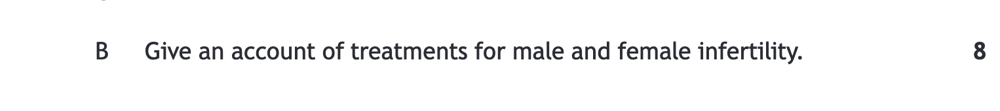 B Give an account of treatments for male and female infertility. 8